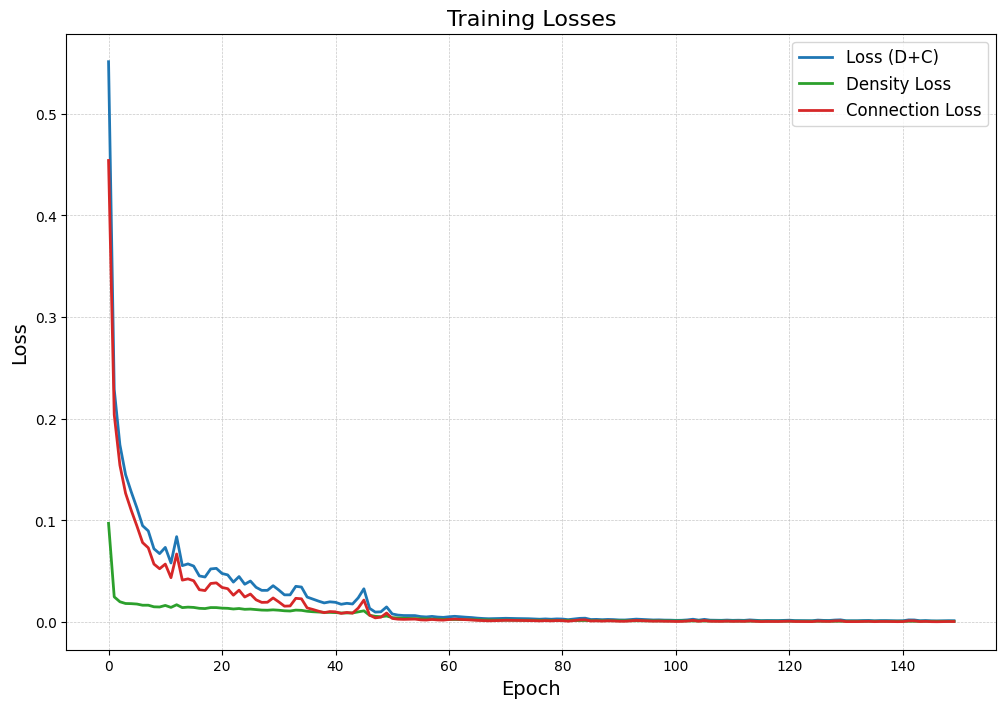 Training Losses
Loss (D+C)
Density Loss
Connection Loss
0.5
0.4
0.3
0.2
0.1
0.0
Loss
0 20 40 60 80 100 120 140
Epoch